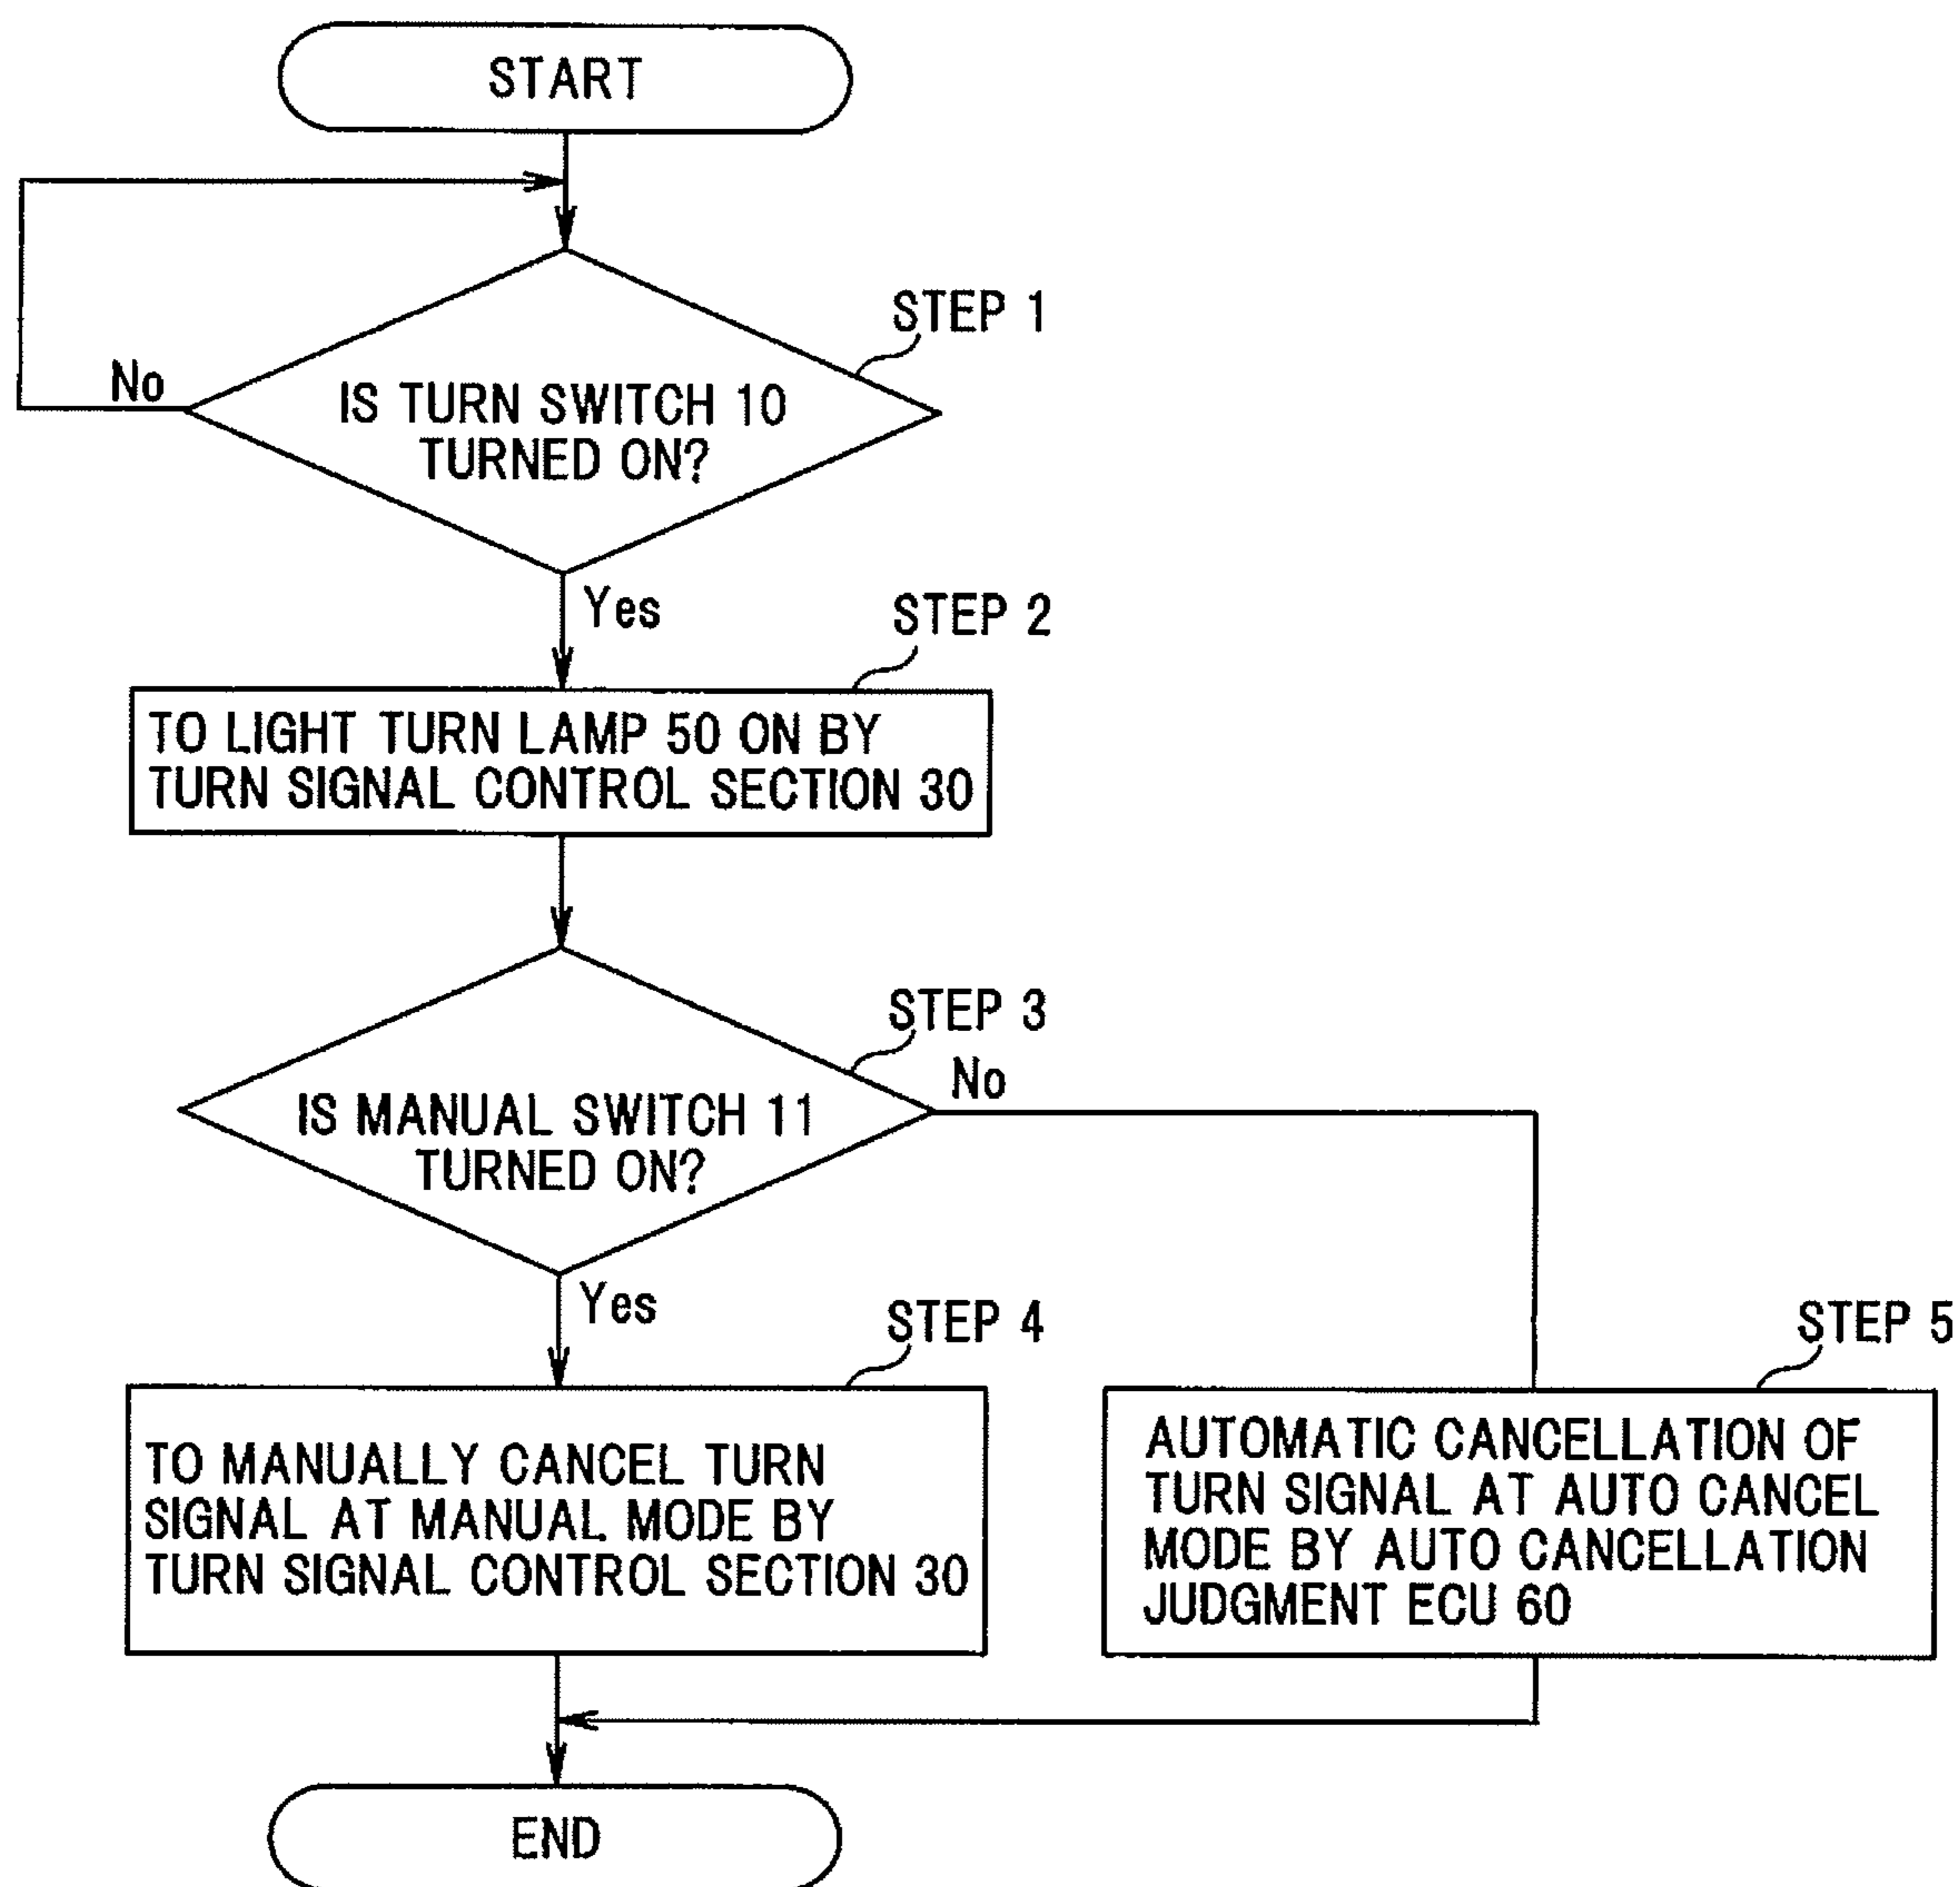 START
STEP 1
No
IS TURN SWITCH 10
TURNED ON?
Yes
STEP 2
TO LIGHT TURN LAMP 50 ON BY
TURN SIGNAL CONTROL SECTION 30
STEP 3
No
IS MANUAL SWITCH 11
TURNED ON?
Yes
STEP 4
TO MANUALLY CANCEL TURN
SIGNAL AT MANUAL MODE BY
TURN SIGNAL CONTROL SECTION 30
STEP 5
AUTOMATIC CANCELLATION OF
TURN SIGNAL AT AUTO CANCEL
MODE BY AUTO CANCELLATION
JUDGMENT ECU 60
END